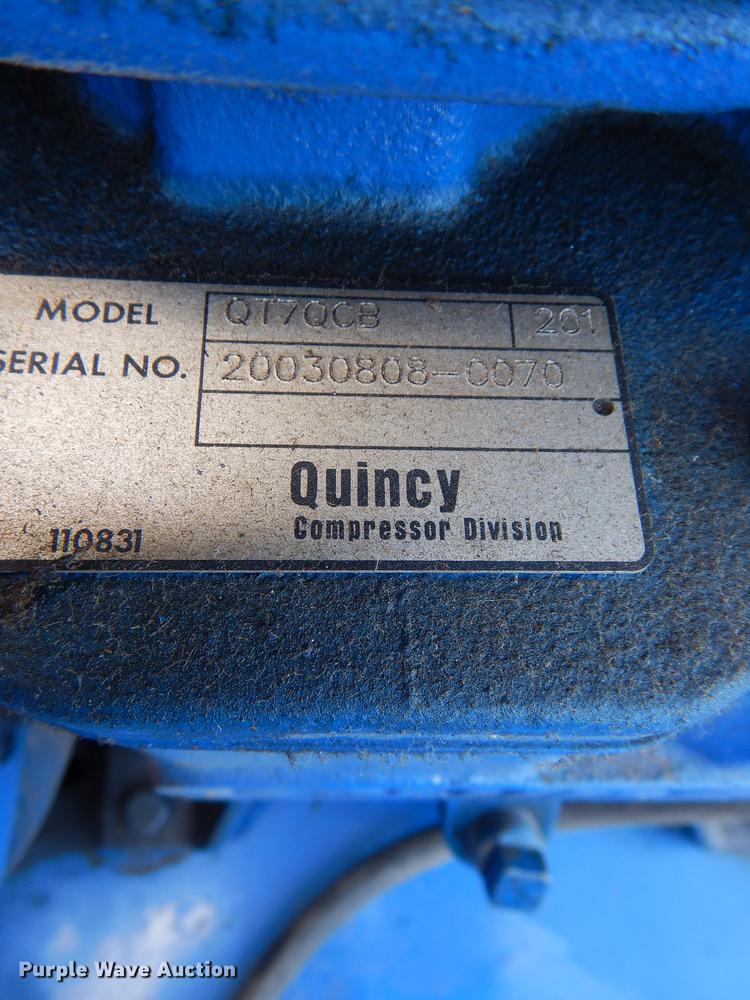 MODEL QT7QCB 201
SERIAL NO. 20030808-0070
Quincy
Compressor Division
110831
Purple Wave Auction